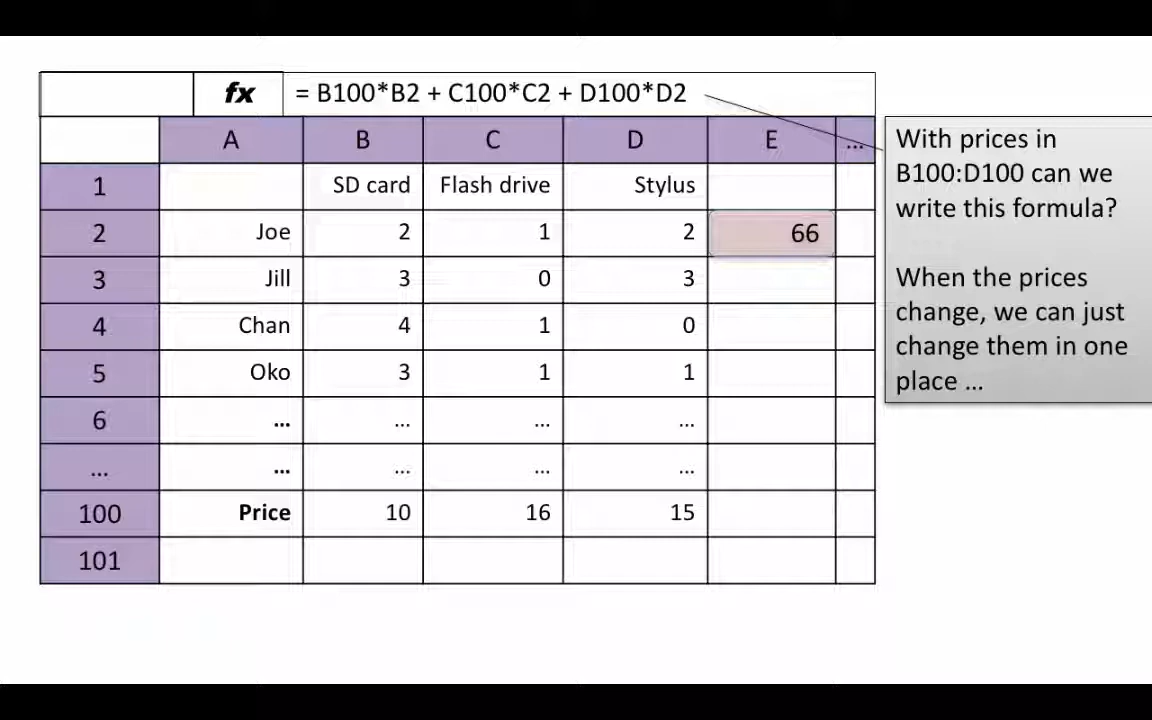 fx = B100*B2 + C100*C2 + D100*D2
A B C D E ...
1 SD card Flash drive Stylus
2 Joe 2 1 2 66
3 Jill 3 0 3
4 Chan 4 1 0
5 Oko 3 1 1
6 ... ... ... ...
... ... ... ... ...
100 Price 10 16 15
101
With prices in
B100:D100 can we
write this formula?
When the prices
change, we can just
change them in one
place ...